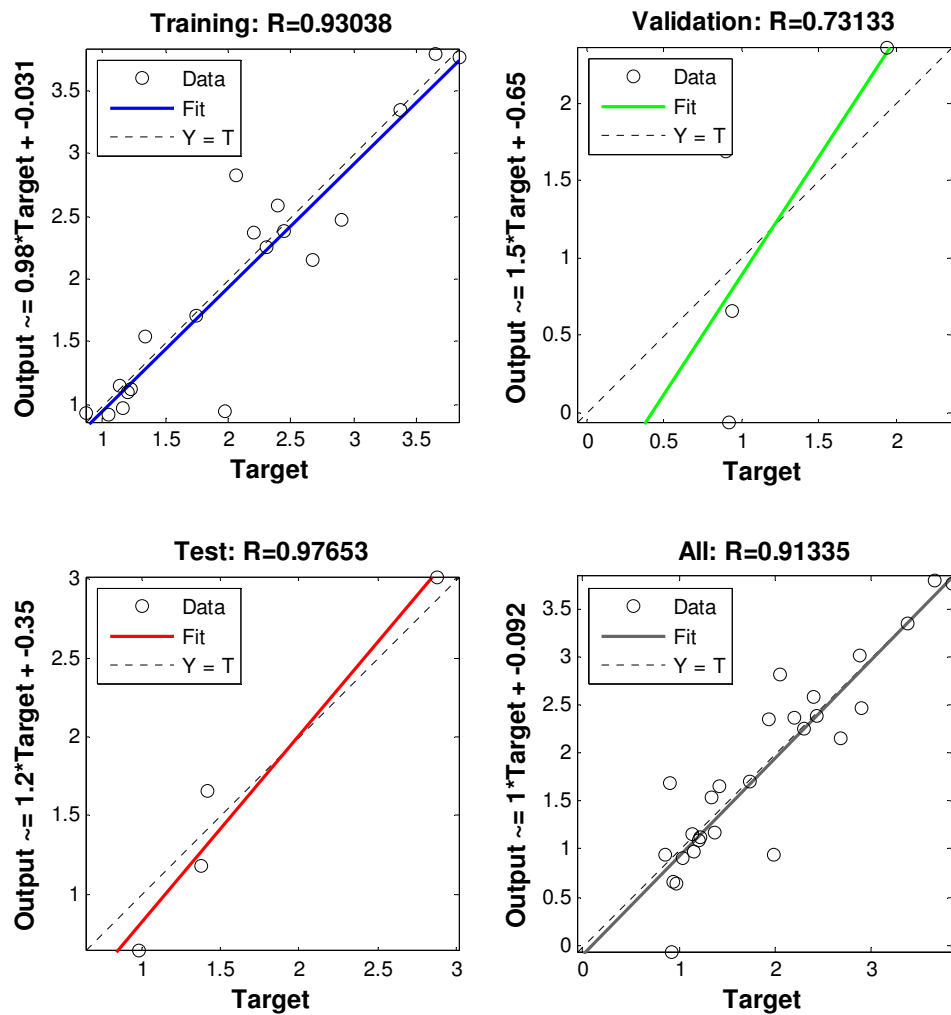 Training: R=0.93038
Output ~= 0.98*Target + -0.031
Data
Fit
Y = T
3.5
3
2.5
2
1.5
1
1
1.5
2
2.5
3
3.5
Target
Validation: R=0.73133
Output ~= 1.5*Target + -0.65
Data
Fit
Y = T
2
1.5
1
0.5
0
0
0.5
1
1.5
2
Target
Test: R=0.97653
Output ~= 1.2*Target + -0.35
Data
Fit
Y = T
3
2.5
2
1.5
1
1
1.5
2
2.5
3
Target
All: R=0.91335
Output ~= 1*Target + -0.092
Data
Fit
Y = T
3.5
3
2.5
2
1.5
1
0.5
0
0
1
2
3
Target